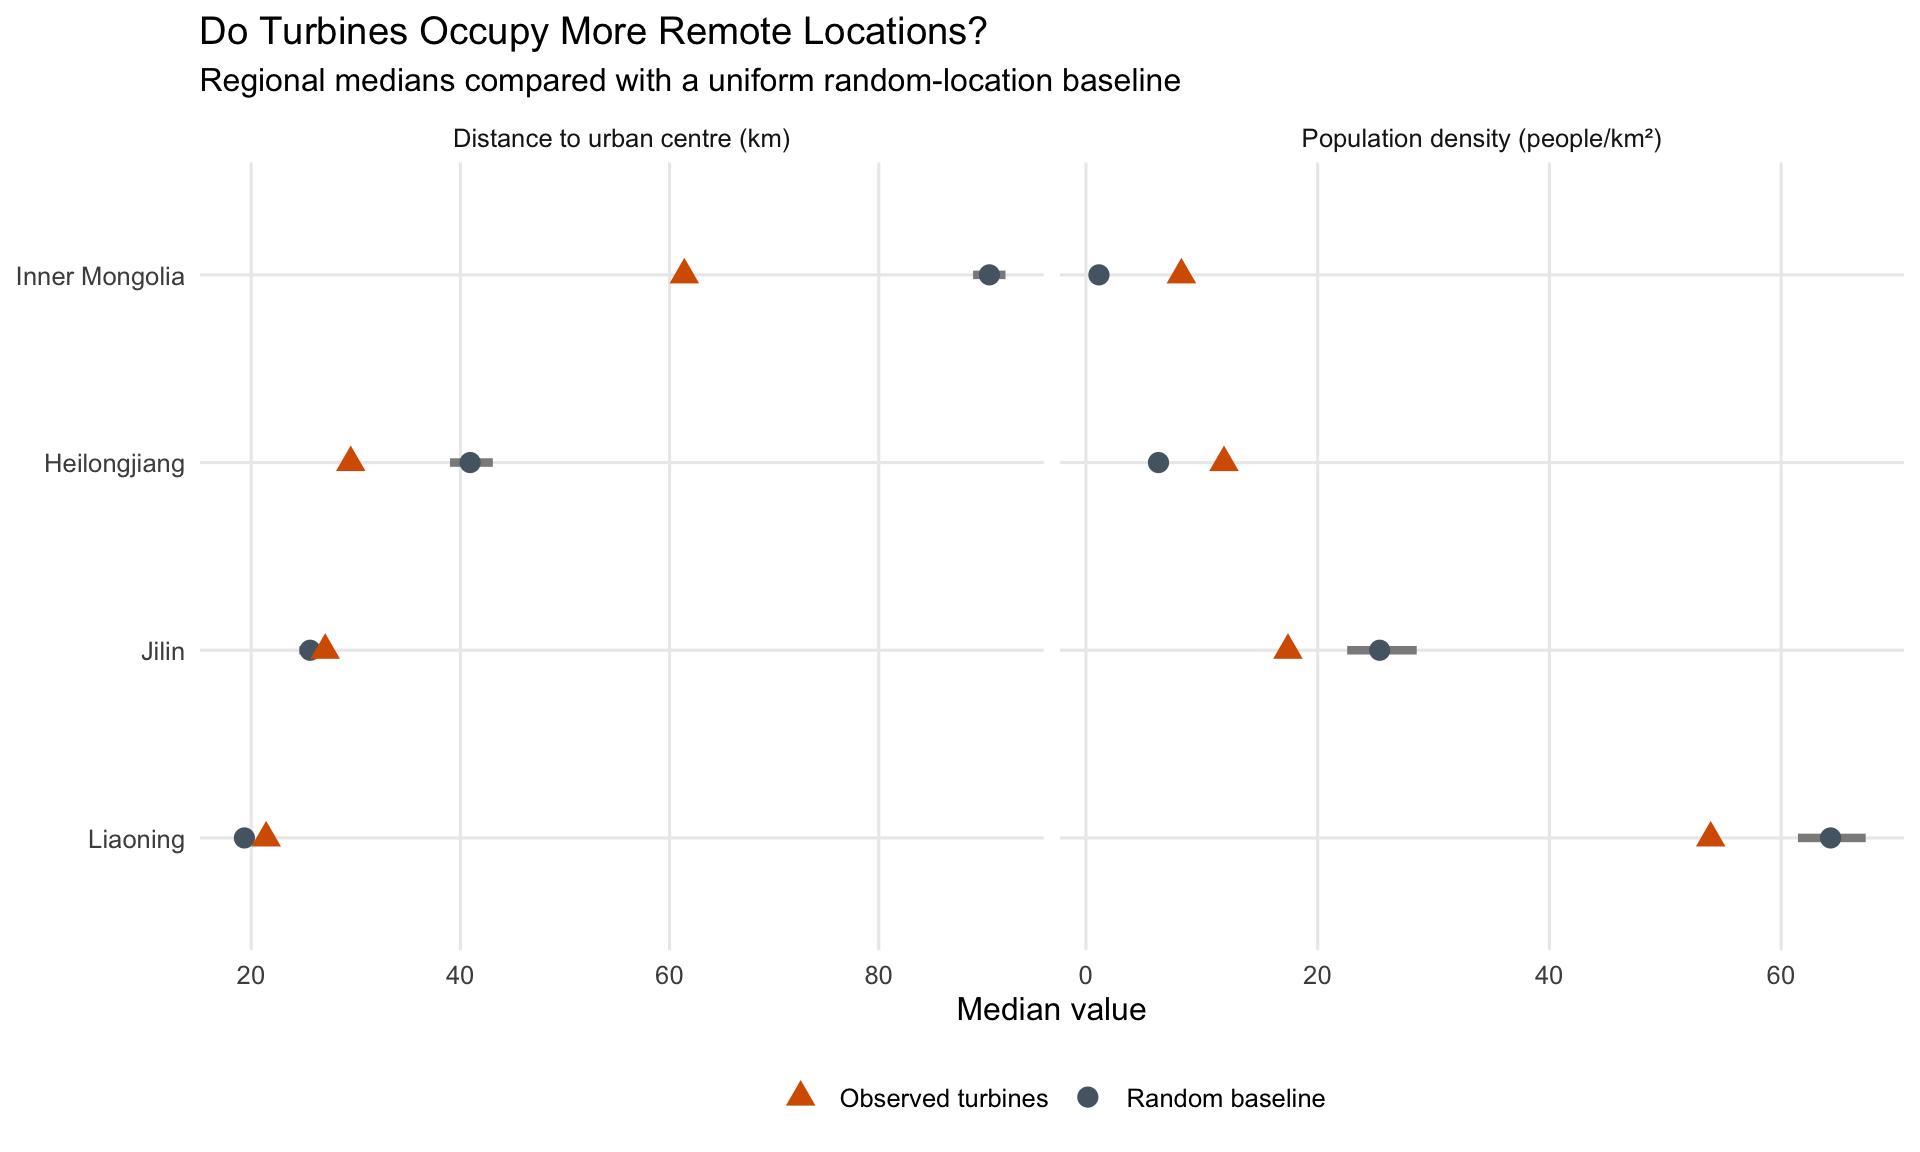 Do Turbines Occupy More Remote Locations?
Regional medians compared with a uniform random-location baseline
Distance to urban centre (km)
Population density (people/km²)
Inner Mongolia
Heilongjiang
Jilin
Liaoning
20 40 60 80 0 20 40 60
Median value
Observed turbines Random baseline